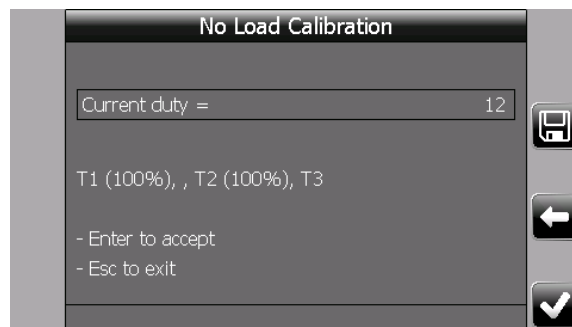 No Load Calibration
Current duty = 12
T1 (100%), , T2 (100%), T3
- Enter to accept
- Esc to exit